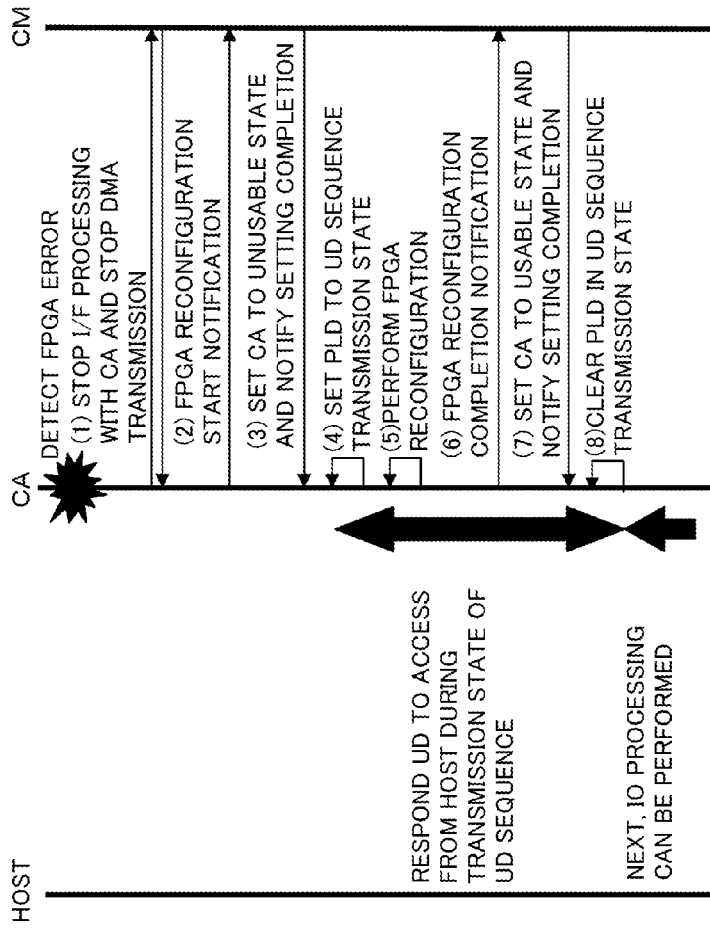 HOST
CA
CM
DETECT FPGA ERROR
(1) STOP I/F PROCESSING
WITH CA AND STOP DMA
TRANSMISSION
(2) FPGA RECONFIGURATION
START NOTIFICATION
(3) SET CA TO UNUSABLE STATE
AND NOTIFY SETTING COMPLETION
(4) SET PLD TO UD SEQUENCE
TRANSMISSION STATE
(5)PERFORM FPGA
RECONFIGURATION
(6) FPGA RECONFIGURATION
COMPLETION NOTIFICATION
(7) SET CA TO USABLE STATE AND
NOTIFY SETTING COMPLETION
(8)CLEAR PLD IN UD SEQUENCE
TRANSMISSION STATE
RESPOND UD TO ACCESS
FROM HOST DURING
TRANSMISSION STATE OF
UD SEQUENCE
NEXT, IO PROCESSING
CAN BE PERFORMED